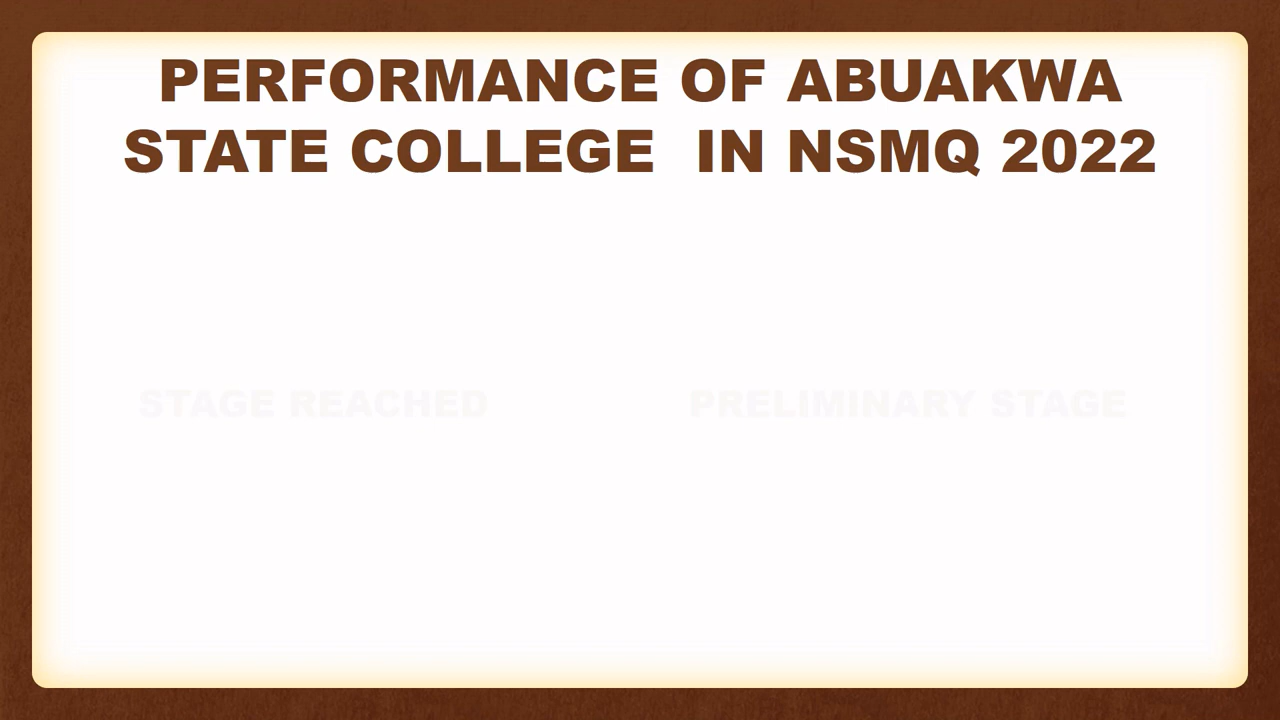 PERFORMANCE OF ABUAKWA
STATE COLLEGE  IN NSMQ 2022
STAGE REACHED PRELIMINARY STAGE